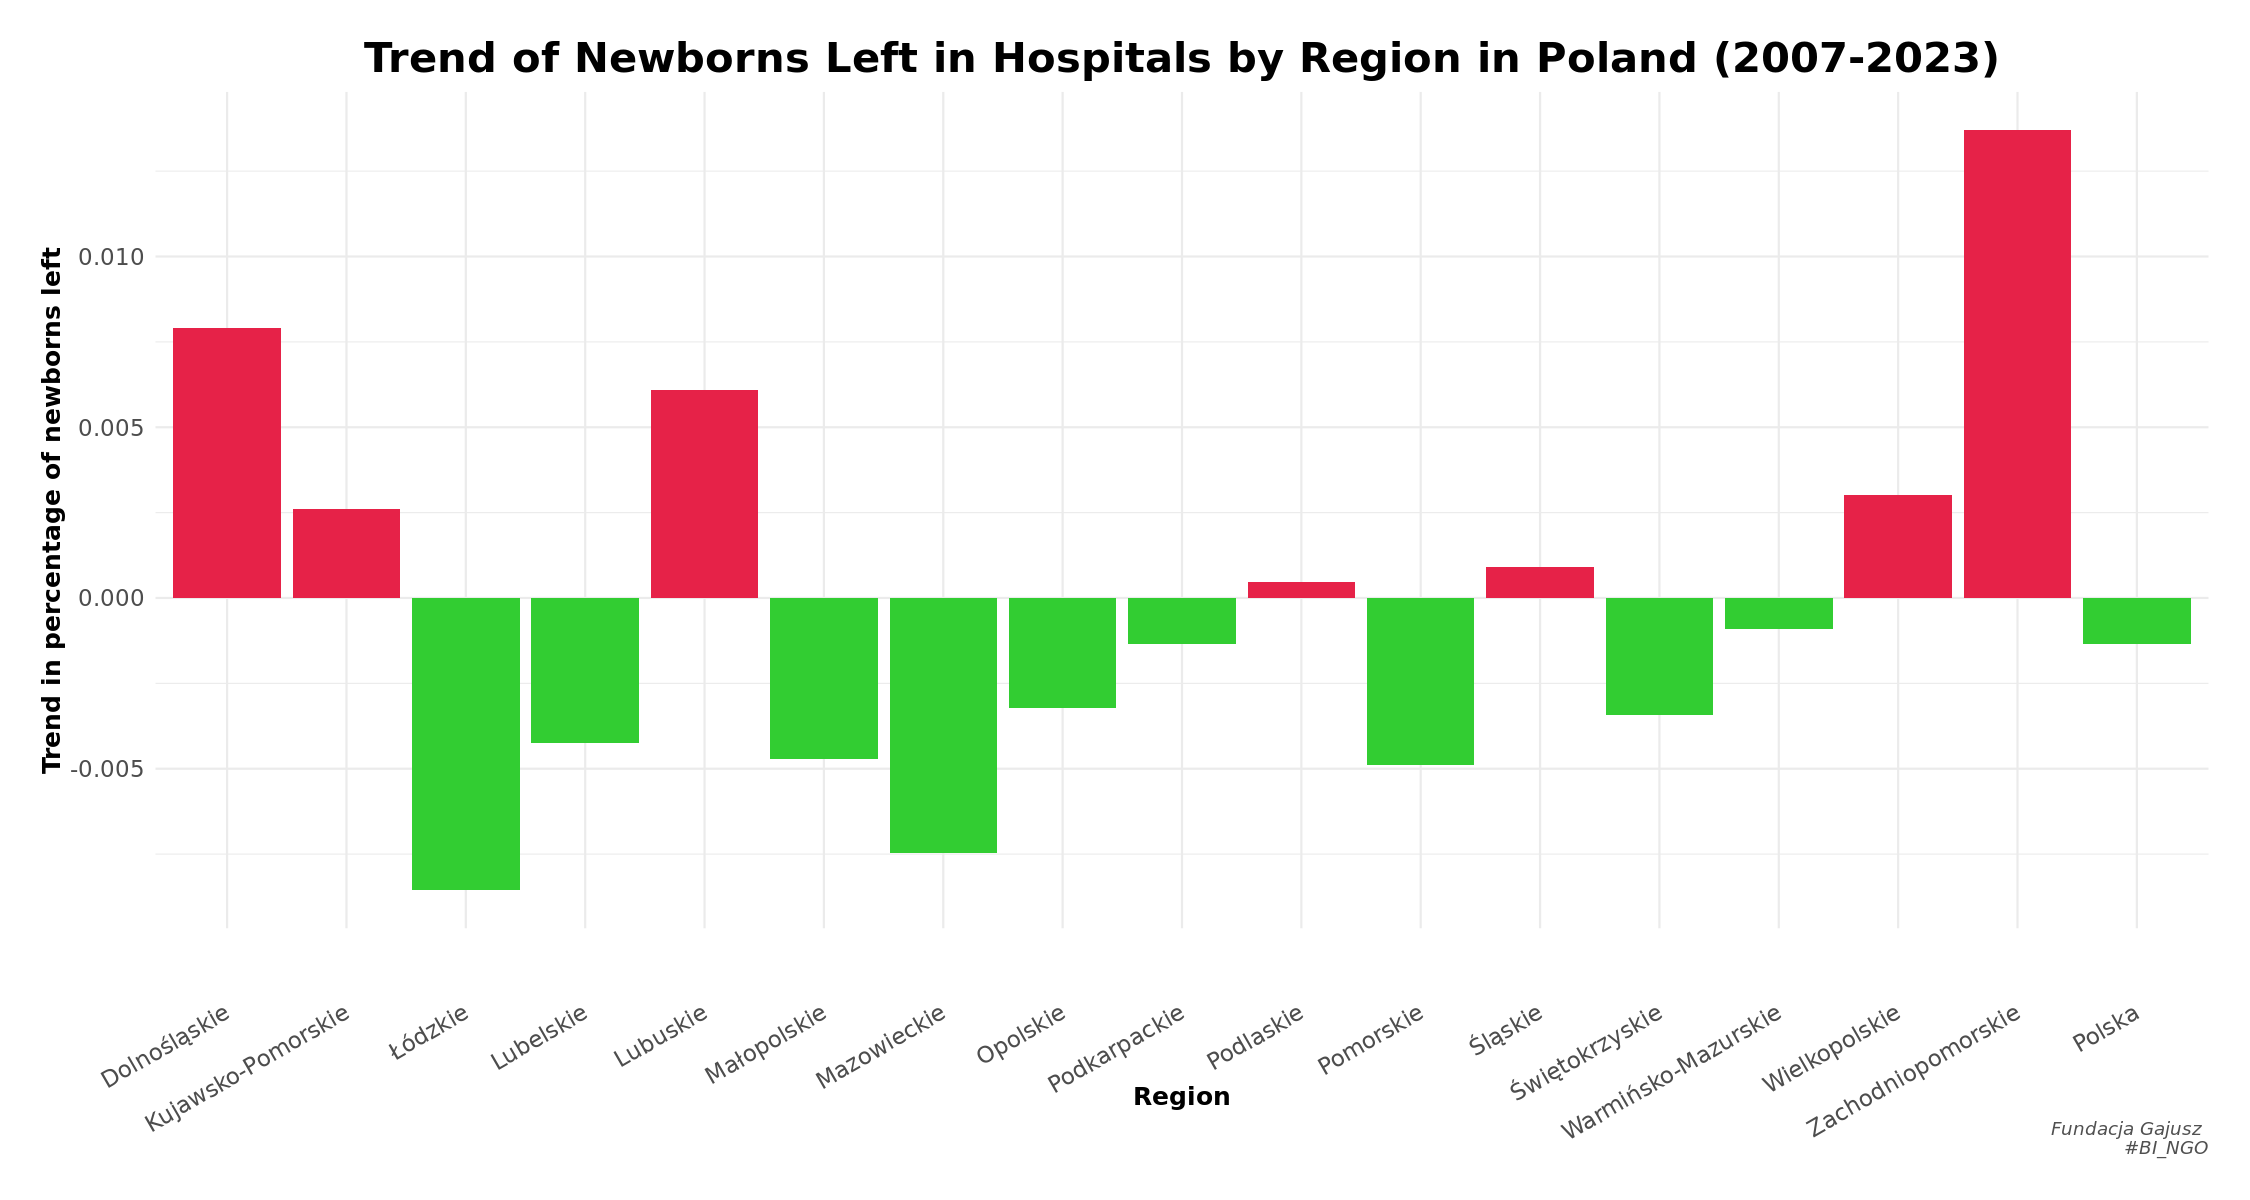 Trend of Newborns Left in Hospitals by Region in Poland (2007-2023)
Trend in percentage of newborns left
0.010
0.005
0.000
-0.005
Dolnośląskie
Kujawsko-Pomorskie
Łódzkie
Lubelskie
Lubuskie
Małopolskie
Mazowieckie
Opolskie
Podkarpackie
Podlaskie
Pomorskie
Śląskie
Świętokrzyskie
Warmińsko-Mazurskie
Wielkopolskie
Zachodniopomorskie
Polska
Region
Fundacja Gajusz
#BI_NGO